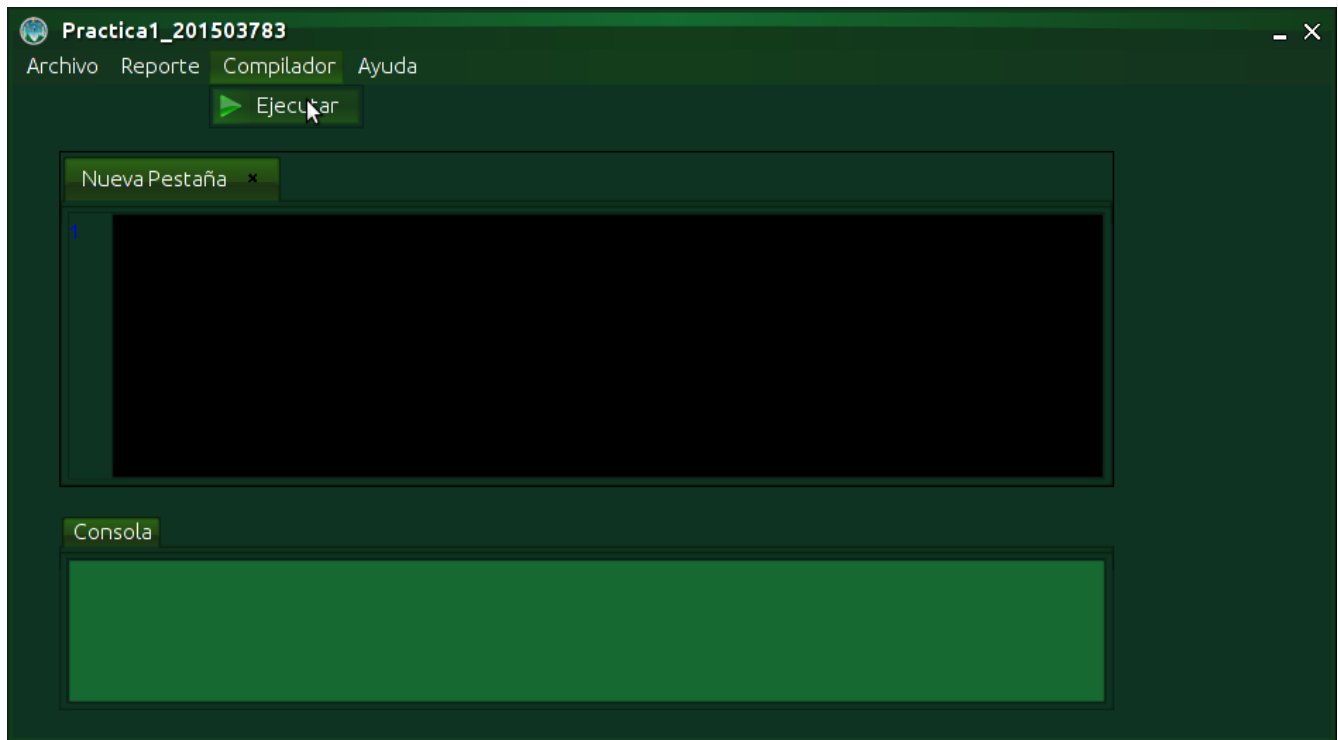 Practica1_201503783
Archivo Reporte Compilador Ayuda
Ejecutar
Nueva Pestaña ×
1
Consola